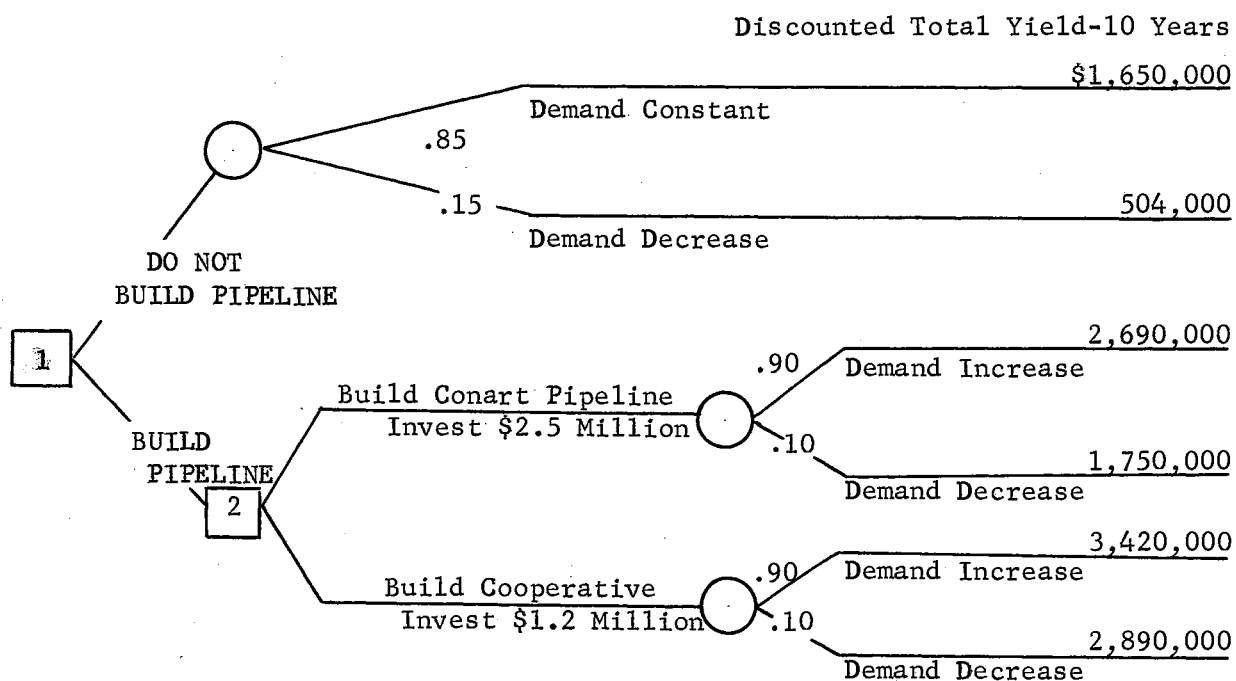 Discounted Total Yield-10 Years
$1,650,000
Demand Constant
.85
.15
504,000
Demand Decrease
DO NOT
BUILD PIPELINE
1
2,690,000
.90
Demand Increase
Build Conart Pipeline
Invest $2.5 Million
.10
BUILD
PIPELINE
1,750,000
Demand Decrease
2
3,420,000
.90
Demand Increase
Build Cooperative
Invest $1.2 Million
.10
2,890,000
Demand Decrease